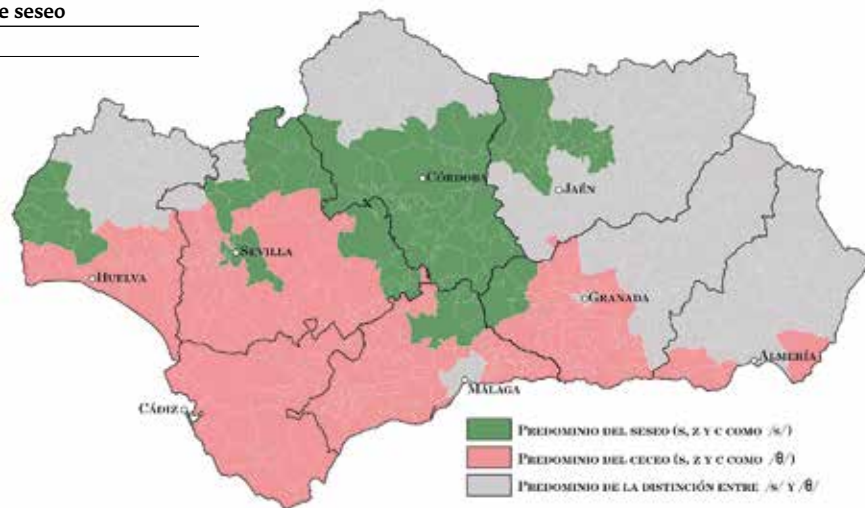 e seseo
CÓRDOBA
JAÉN
SEVILLA
HUELVA
GRANADA
ALMERÍA
MÁLAGA
CÁDIZ
PREDOMINIO DEL SESEO (S, Z Y C COMO /s/)
PREDOMINIO DEL CECEO (S, Z Y C COMO /θ/)
PREDOMINIO DE LA DISTINCIÓN ENTRE /s/ Y /θ/